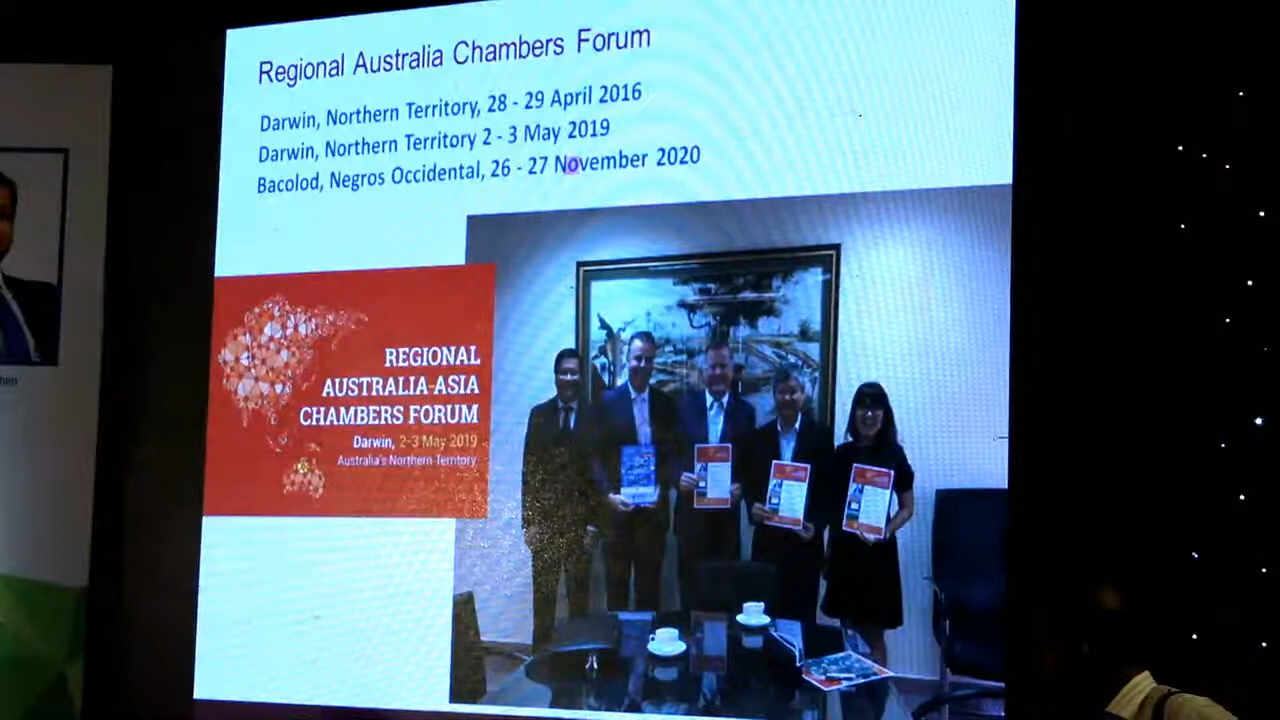 Regional Australia Chambers Forum
Darwin, Northern Territory, 28 - 29 April 2016
Darwin, Northern Territory 2 - 3 May 2019
Bacolod, Negros Occidental, 26 - 27 November 2020
REGIONAL
AUSTRALIA-ASIA
CHAMBERS FORUM
Darwin, 2-3 May 2019
Australia's Northern Territory